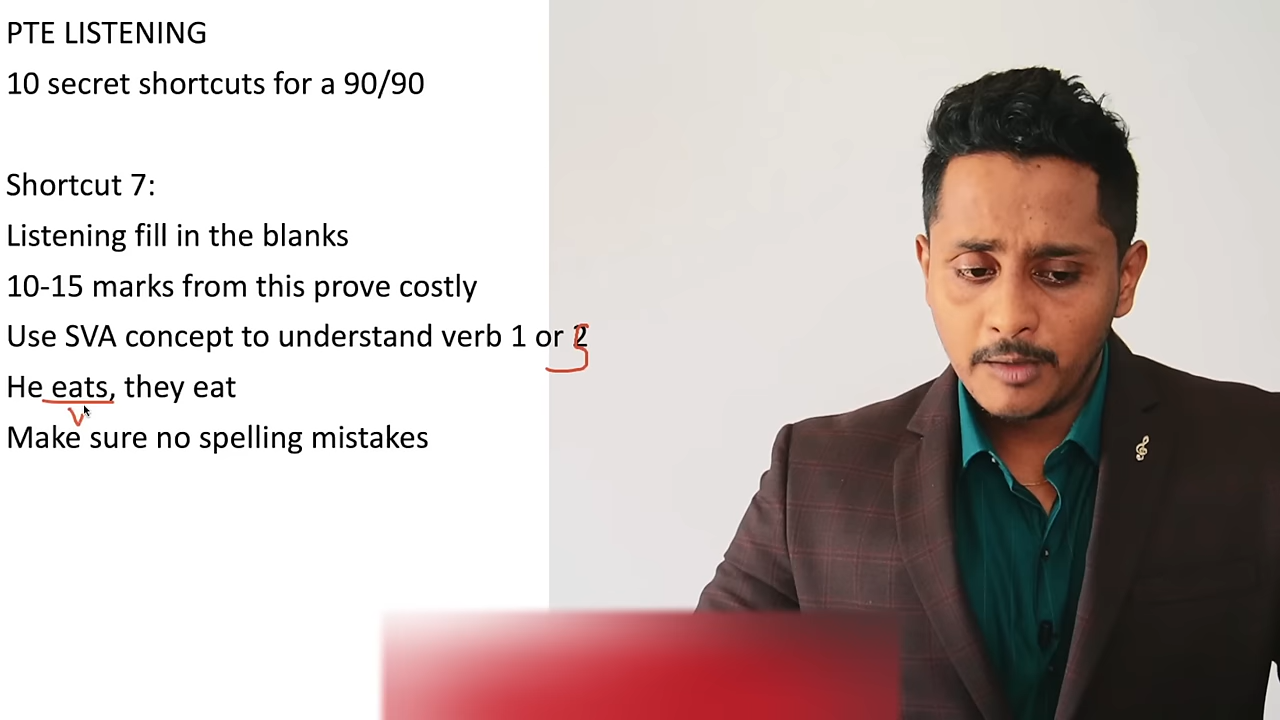 PTE LISTENING
10 secret shortcuts for a 90/90
Shortcut 7:
Listening fill in the blanks
10-15 marks from this prove costly
Use SVA concept to understand verb 1 or 2
He eats, they eat
Make sure no spelling mistakes